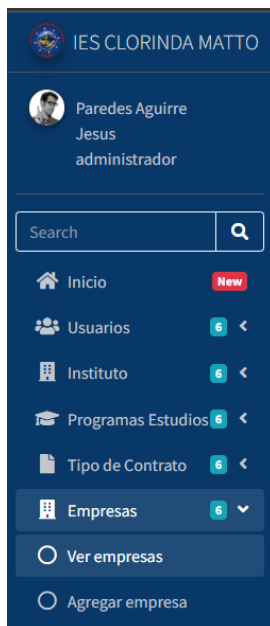 IES CLORINDA MATTO
Paredes Aguirre
Jesus
administrador
Search
Inicio New
Usuarios 6
Instituto 6
Programas Estudios 6
Tipo de Contrato 6
Empresas 6
Ver empresas
Agregar empresa